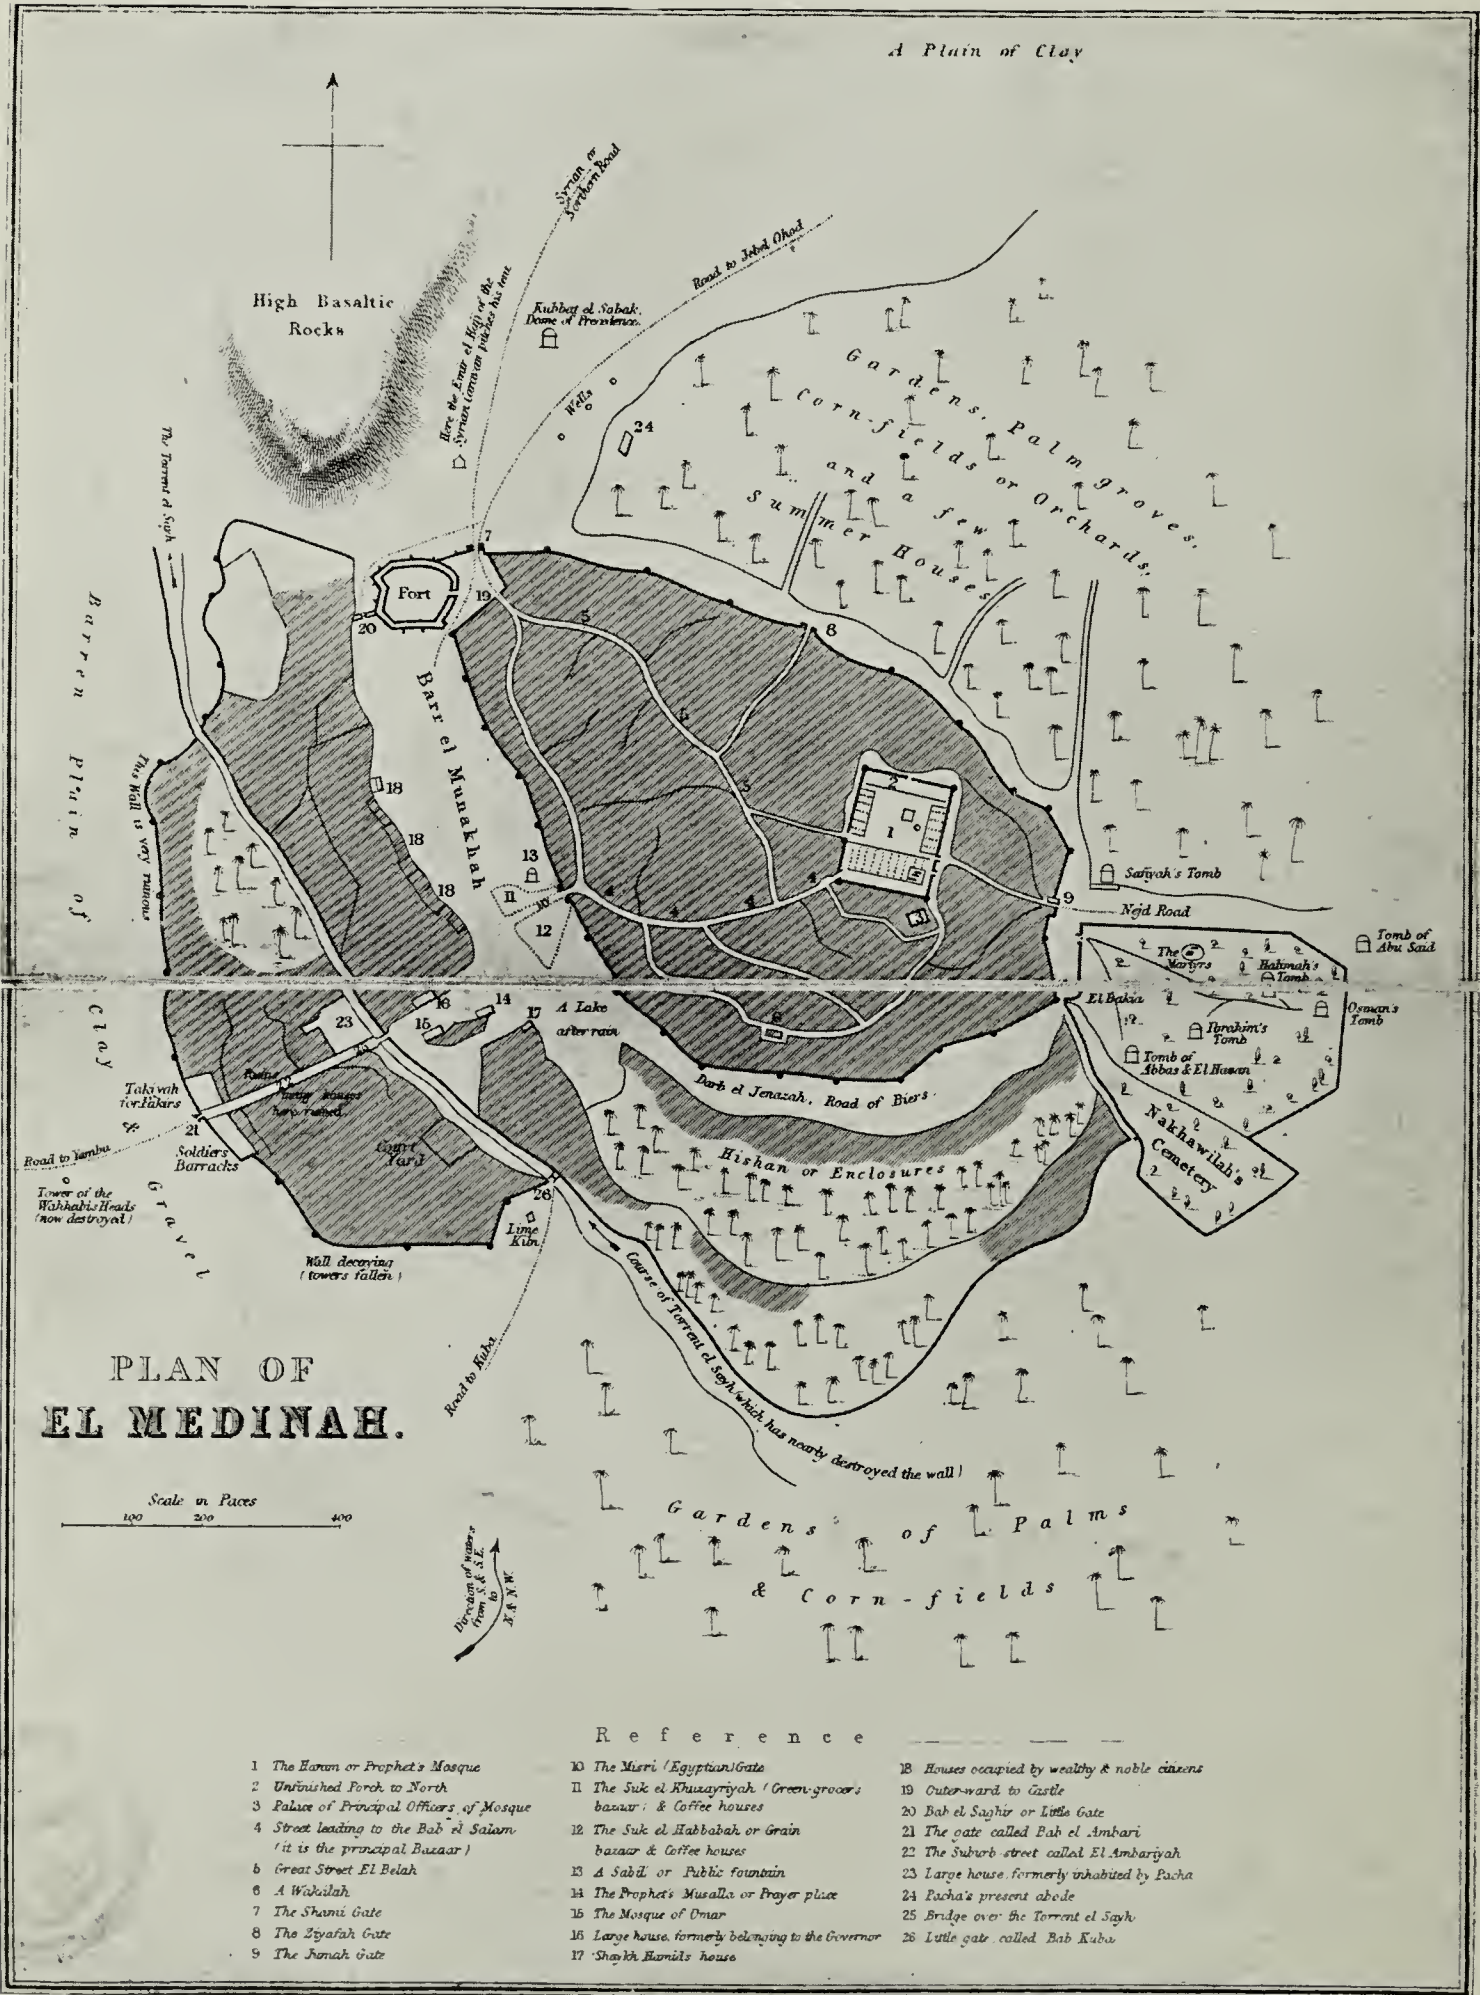 A Plain of Clay
Syrian or
Northern Road
Road to Jebel Ohod
High Basaltic
Rocks
Here the Emir el Hajj of the
Syrian Caravan pitches his tent
Kubbat el Sabak.
Dome of Precedence.
Wells
24
Gardens, Palmgroves,
Corn-fields or Orchards,
and a few
Summer Houses
The Torrent el Sayh
7
Fort
19
20
5
8
Barren Plain of
Clay & Gravel
Barr el Munakhah
5
This Wall is very ruinous
18
5
2
1
18
13
18
11
10
4
4
4
4
12
3
9
Safiyah's Tomb
Nejd Road
The
Martyrs
Halimah's
Tomb
Tomb of
Abu Said
El Bakia
Osman's
Tomb
Ibrahim's
Tomb
Tomb of
Abbas & El Hasan
16
14
23
15
17
A Lake
after rain
6
Takiyah
for Fakirs
Ruins
many houses
here ruined
21
Soldiers
Barracks
Court
Yard
Darb el Jenazah, Road of Biers
Hishan or Enclosures
Nakhawilah's
Cemetery
Road to Yambu
Tower of the
Wahhabis Heads
(now destroyed)
26
Lime
Kiln
Wall decaying
(towers fallen)
Course of Torrent el Sayh (which has nearly destroyed the wall)
Road to Kuba
PLAN OF
EL MEDINAH.
Scale in Paces
100 200 400
Direction of waters
from S. & S.E.
to
N. & N.W.
Gardens of Palms
& Corn-fields
Reference
1 The Haram or Prophet's Mosque
2 Unfinished Porch to North
3 Palace of Principal Officers of Mosque
4 Street leading to the Bab el Salam
(it is the principal Bazaar)
5 Great Street El Belah
6 A Wakilah
7 The Shami Gate
8 The Ziyafah Gate
9 The Jumah Gate
10 The Misri (Egyptian) Gate
11 The Suk el Khuzayriyah (Green-grocers
bazaar; & Coffee houses
12 The Suk el Habbabah or Grain
bazaar & Coffee houses
13 A Sabil or Public fountain
14 The Prophet's Musalla or Prayer place
15 The Mosque of Omar
16 Large house, formerly belonging to the Governor
17 Shaykh Hamids house
18 Houses occupied by wealthy & noble citizens
19 Outer-ward to Castle
20 Bab el Saghir or Little Gate
21 The gate called Bab el Ambari
22 The Suburb-street called El Ambariyah
23 Large house, formerly inhabited by Pacha
24 Pacha's present abode
25 Bridge over the Torrent el Sayh
26 Little gate, called Bab Kuba